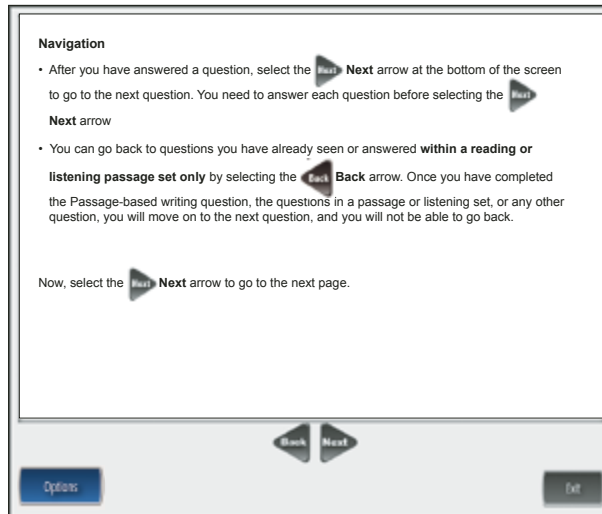 Navigation
• After you have answered a question, select the Next Next arrow at the bottom of the screen
to go to the next question. You need to answer each question before selecting the Next
Next arrow
• You can go back to questions you have already seen or answered within a reading or
listening passage set only by selecting the Back Back arrow. Once you have completed
the Passage-based writing question, the questions in a passage or listening set, or any other
question, you will move on to the next question, and you will not be able to go back.
Now, select the Next Next arrow to go to the next page.
Back Next
Options Exit